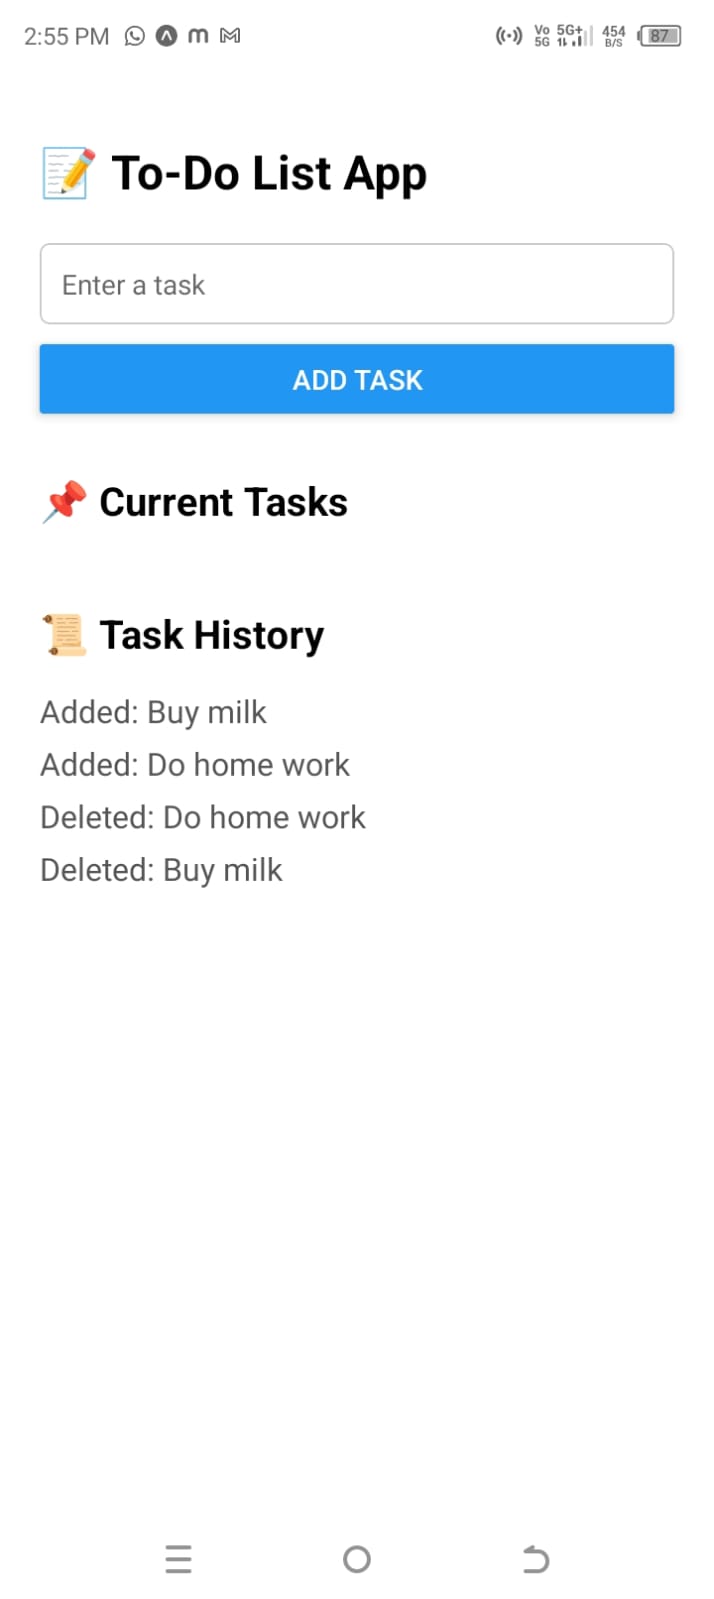 2:55 PM
Vo 5G 5G+ 454 B/S 87
To-Do List App
Enter a task
ADD TASK
Current Tasks
Task History
Added: Buy milk
Added: Do home work
Deleted: Do home work
Deleted: Buy milk